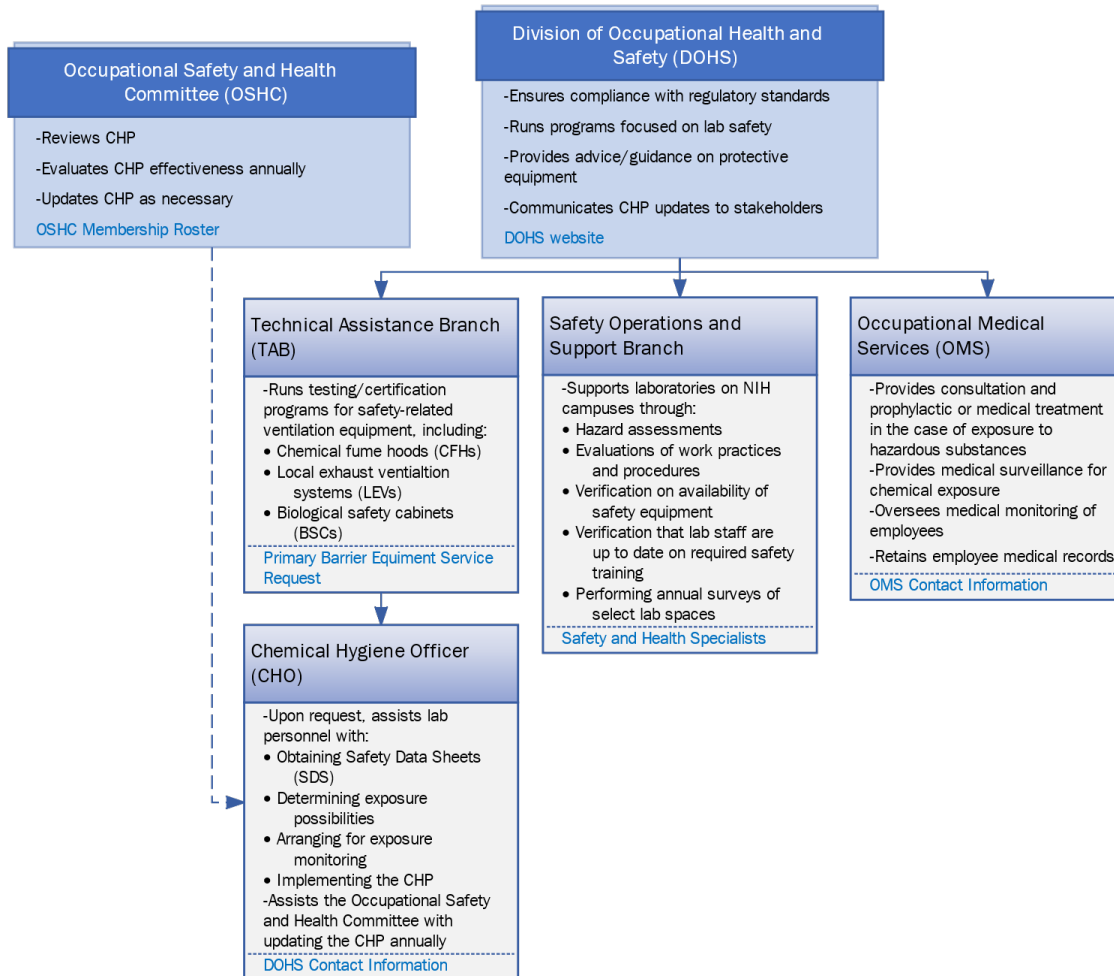 Occupational Safety and Health
Committee (OSHC)
-Reviews CHP
-Evaluates CHP effectiveness annually
-Updates CHP as necessary
OSHC Membership Roster
Division of Occupational Health and
Safety (DOHS)
-Ensures compliance with regulatory standards
-Runs programs focused on lab safety
-Provides advice/guidance on protective
equipment
-Communicates CHP updates to stakeholders
DOHS website
Technical Assistance Branch
(TAB)
-Runs testing/certification
programs for safety-related
ventilation equipment, including:
• Chemical fume hoods (CFHs)
• Local exhaust ventialtion
systems (LEVs)
• Biological safety cabinets
(BSCs)
Primary Barrier Equiment Service
Request
Safety Operations and
Support Branch
-Supports laboratories on NIH
campuses through:
• Hazard assessments
• Evaluations of work practices
and procedures
• Verification on availability of
safety equipment
• Verification that lab staff are
up to date on required safety
training
• Performing annual surveys of
select lab spaces
Safety and Health Specialists
Occupational Medical
Services (OMS)
-Provides consultation and
prophylactic or medical treatment
in the case of exposure to
hazardous substances
-Provides medical surveillance for
chemical exposure
-Oversees medical monitoring of
employees
-Retains employee medical records
OMS Contact Information
Chemical Hygiene Officer
(CHO)
-Upon request, assists lab
personnel with:
• Obtaining Safety Data Sheets
(SDS)
• Determining exposure
possibilities
• Arranging for exposure
monitoring
• Implementing the CHP
-Assists the Occupational Safety
and Health Committee with
updating the CHP annually
DOHS Contact Information